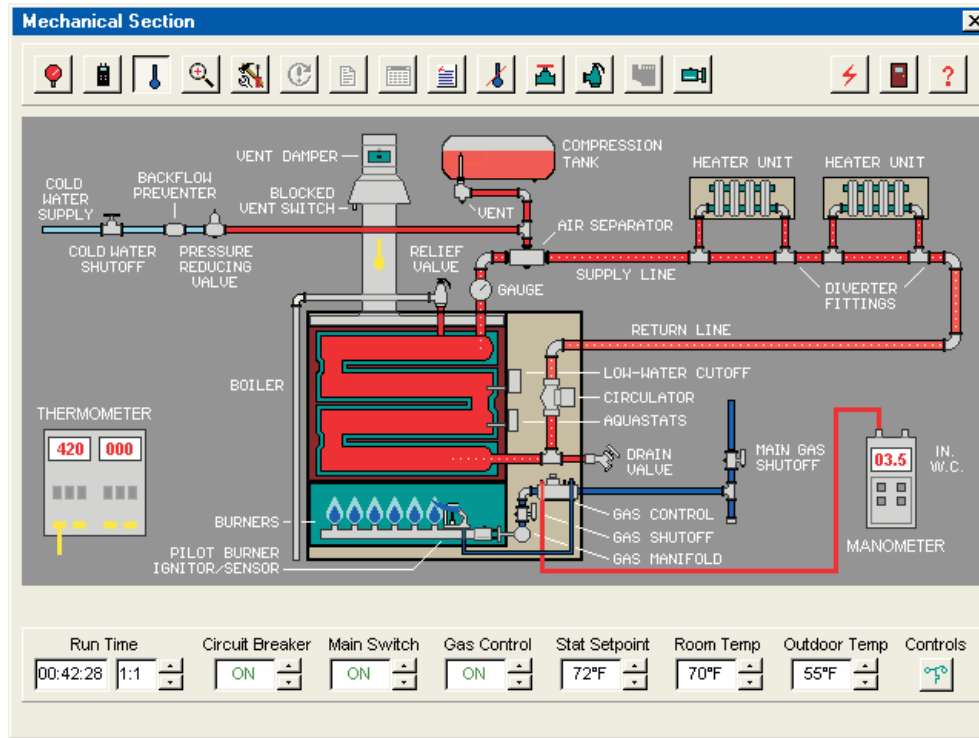 Mechanical Section
?
VENT DAMPER
COMPRESSION
TANK
HEATER UNIT
HEATER UNIT
COLD
WATER
SUPPLY
BACKFLOW
PREVENTER
BLOCKED
VENT SWITCH
VENT
AIR SEPARATOR
COLD WATER
SHUTOFF
PRESSURE
REDUCING
VALVE
RELIEF
VALVE
GAUGE
SUPPLY LINE
DIVERTER
FITTINGS
RETURN LINE
BOILER
LOW-WATER CUTOFF
CIRCULATOR
AQUASTATS
THERMOMETER
420 000
DRAIN
VALVE
MAIN GAS
SHUTOFF
03.5
IN.
W.C.
BURNERS
GAS CONTROL
GAS SHUTOFF
GAS MANIFOLD
MANOMETER
PILOT BURNER
IGNITOR/SENSOR
Run Time Circuit Breaker Main Switch Gas Control Stat Setpoint Room Temp Outdoor Temp Controls
00:42:28 1:1 ON ON ON 72°F 70°F 55°F